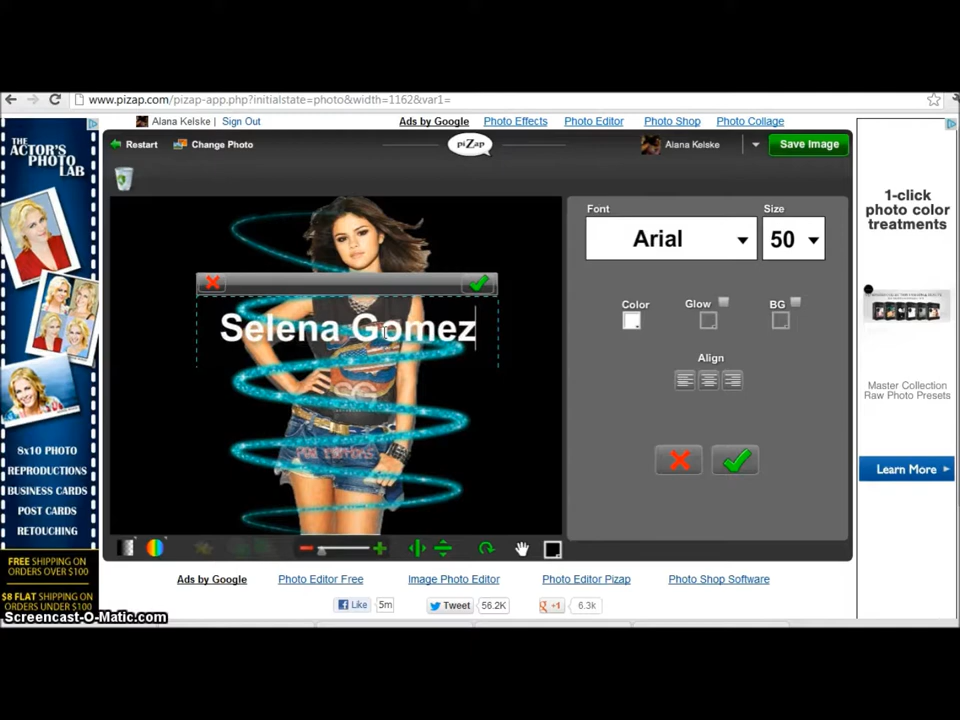 www.pizap.com/pizap-app.php?initialstate=photo&width=1162&var1=
Alana Kelske | Sign Out
Ads by Google
Photo Effects
Photo Editor
Photo Shop
Photo Collage
Restart
Change Photo
piZap
Alana Kelske
Save Image
THE
ACTOR'S
PHOTO
LAB
8X10 PHOTO
REPRODUCTIONS
BUSINESS CARDS
POST CARDS
RETOUCHING
FREE SHIPPING ON
ORDERS OVER $100
$8 FLAT SHIPPING ON
ORDERS UNDER $100
Selena Gomez
SG
Font
Size
Arial
50
Color
Glow
BG
Align
1-click
photo color
treatments
Master Collection
Raw Photo Presets
Learn More
Ads by Google
Photo Editor Free
Image Photo Editor
Photo Editor Pizap
Photo Shop Software
Like
5m
Tweet
56.2K
+1
6.3k
Screencast-O-Matic.com